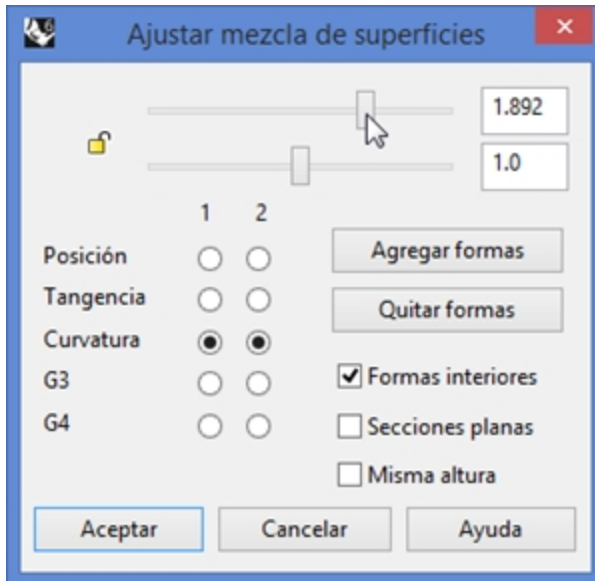 Ajustar mezcla de superficies
1.892
1.0
1 2
Posición
Tangencia
Curvatura
G3
G4
Agregar formas
Quitar formas
Formas interiores
Secciones planas
Misma altura
Aceptar Cancelar Ayuda